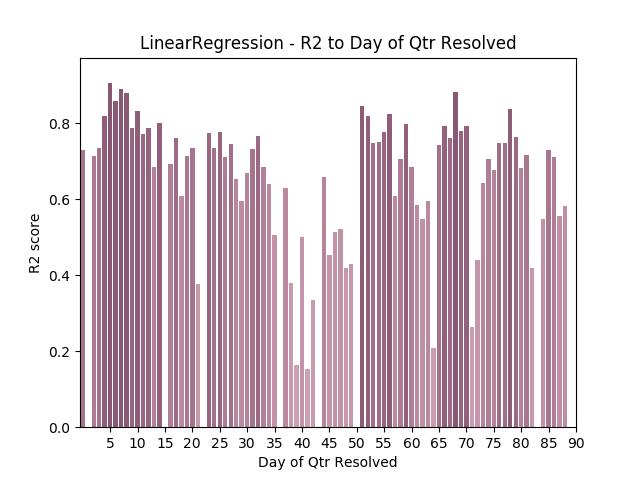 LinearRegression - R2 to Day of Qtr Resolved
R2 score
0.8
0.6
0.4
0.2
0.0
5 10 15 20 25 30 35 40 45 50 55 60 65 70 75 80 85 90
Day of Qtr Resolved